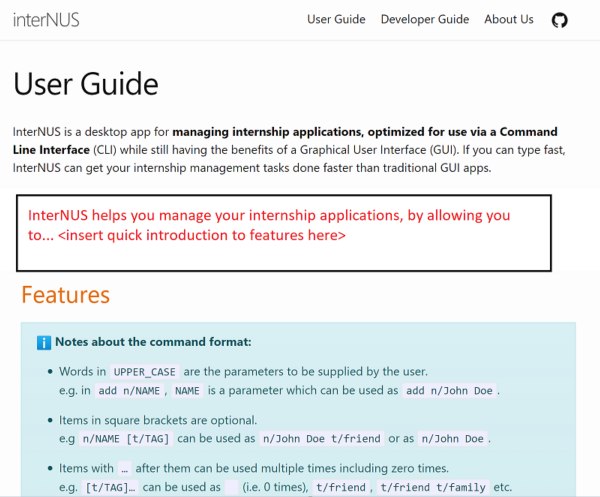 interNUS
User Guide Developer Guide About Us
User Guide
InterNUS is a desktop app for managing internship applications, optimized for use via a Command
Line Interface (CLI) while still having the benefits of a Graphical User Interface (GUI). If you can type fast,
InterNUS can get your internship management tasks done faster than traditional GUI apps.
InterNUS helps you manage your internship applications, by allowing you
to... <insert quick introduction to features here>
Features
Notes about the command format:
• Words in UPPER_CASE are the parameters to be supplied by the user.
e.g. in add n/NAME , NAME is a parameter which can be used as add n/John Doe .
• Items in square brackets are optional.
e.g n/NAME [t/TAG] can be used as n/John Doe t/friend or as n/John Doe .
• Items with … after them can be used multiple times including zero times.
e.g. [t/TAG]… can be used as (i.e. 0 times), t/friend , t/friend t/family etc.